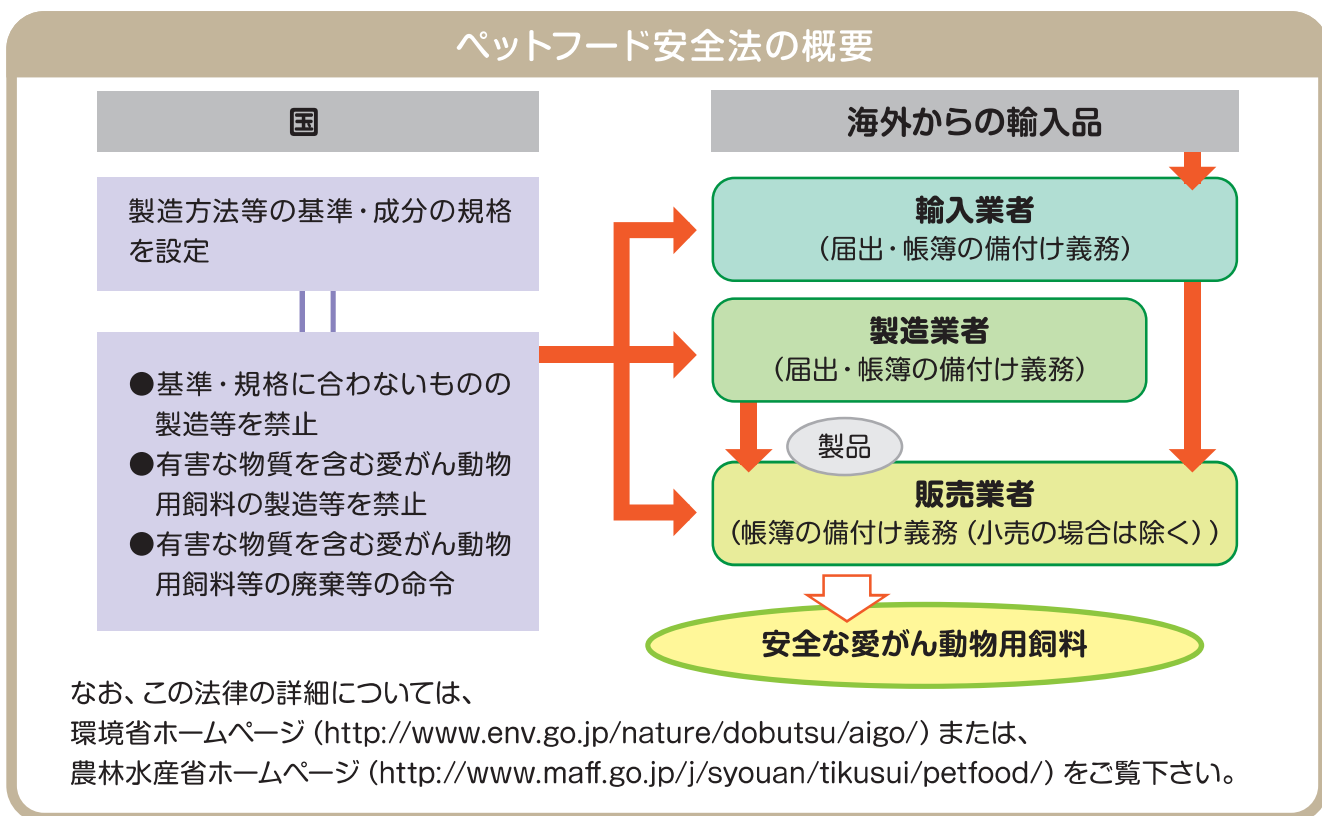 ペットフード安全法の概要
国
製造方法等の基準・成分の規格
を設定
●基準・規格に合わないものの
製造等を禁止
●有害な物質を含む愛がん動物
用飼料の製造等を禁止
●有害な物質を含む愛がん動物
用飼料等の廃棄等の命令
海外からの輸入品
輸入業者
（届出・帳簿の備付け義務）
製造業者
（届出・帳簿の備付け義務）
製品
販売業者
（帳簿の備付け義務（小売の場合は除く））
安全な愛がん動物用飼料
なお、この法律の詳細については、
環境省ホームページ（http://www.env.go.jp/nature/dobutsu/aigo/）または、
農林水産省ホームページ（http://www.maff.go.jp/j/syouan/tikusui/petfood/）をご覧下さい。